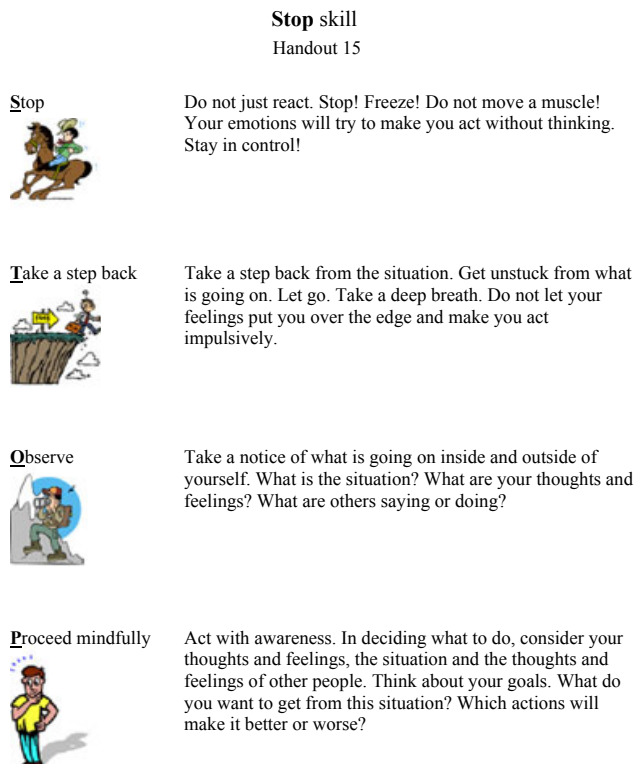 Stop skill
Handout 15
Stop
Do not just react. Stop! Freeze! Do not move a muscle!
Your emotions will try to make you act without thinking.
Stay in control!
Take a step back
Take a step back from the situation. Get unstuck from what
is going on. Let go. Take a deep breath. Do not let your
feelings put you over the edge and make you act
impulsively.
Observe
Take a notice of what is going on inside and outside of
yourself. What is the situation? What are your thoughts and
feelings? What are others saying or doing?
Proceed mindfully
Act with awareness. In deciding what to do, consider your
thoughts and feelings, the situation and the thoughts and
feelings of other people. Think about your goals. What do
you want to get from this situation? Which actions will
make it better or worse?